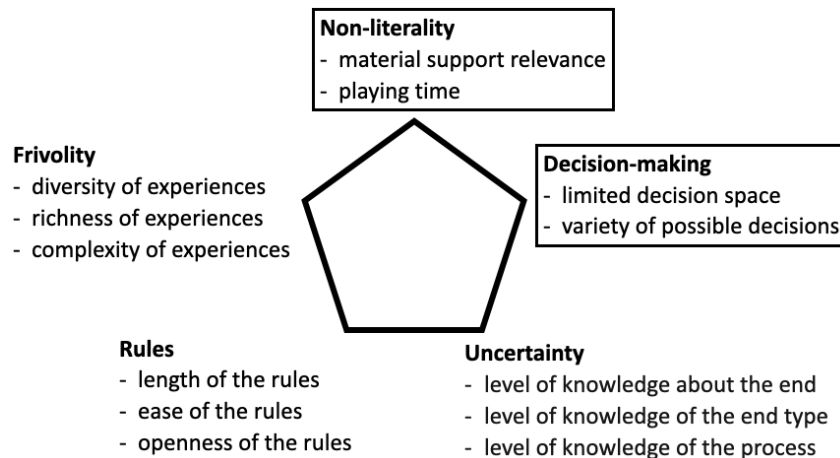 Non-literality
- material support relevance
- playing time
Frivolity
- diversity of experiences
- richness of experiences
- complexity of experiences
Decision-making
- limited decision space
- variety of possible decisions
Rules
- length of the rules
- ease of the rules
- openness of the rules
Uncertainty
- level of knowledge about the end
- level of knowledge of the end type
- level of knowledge of the process